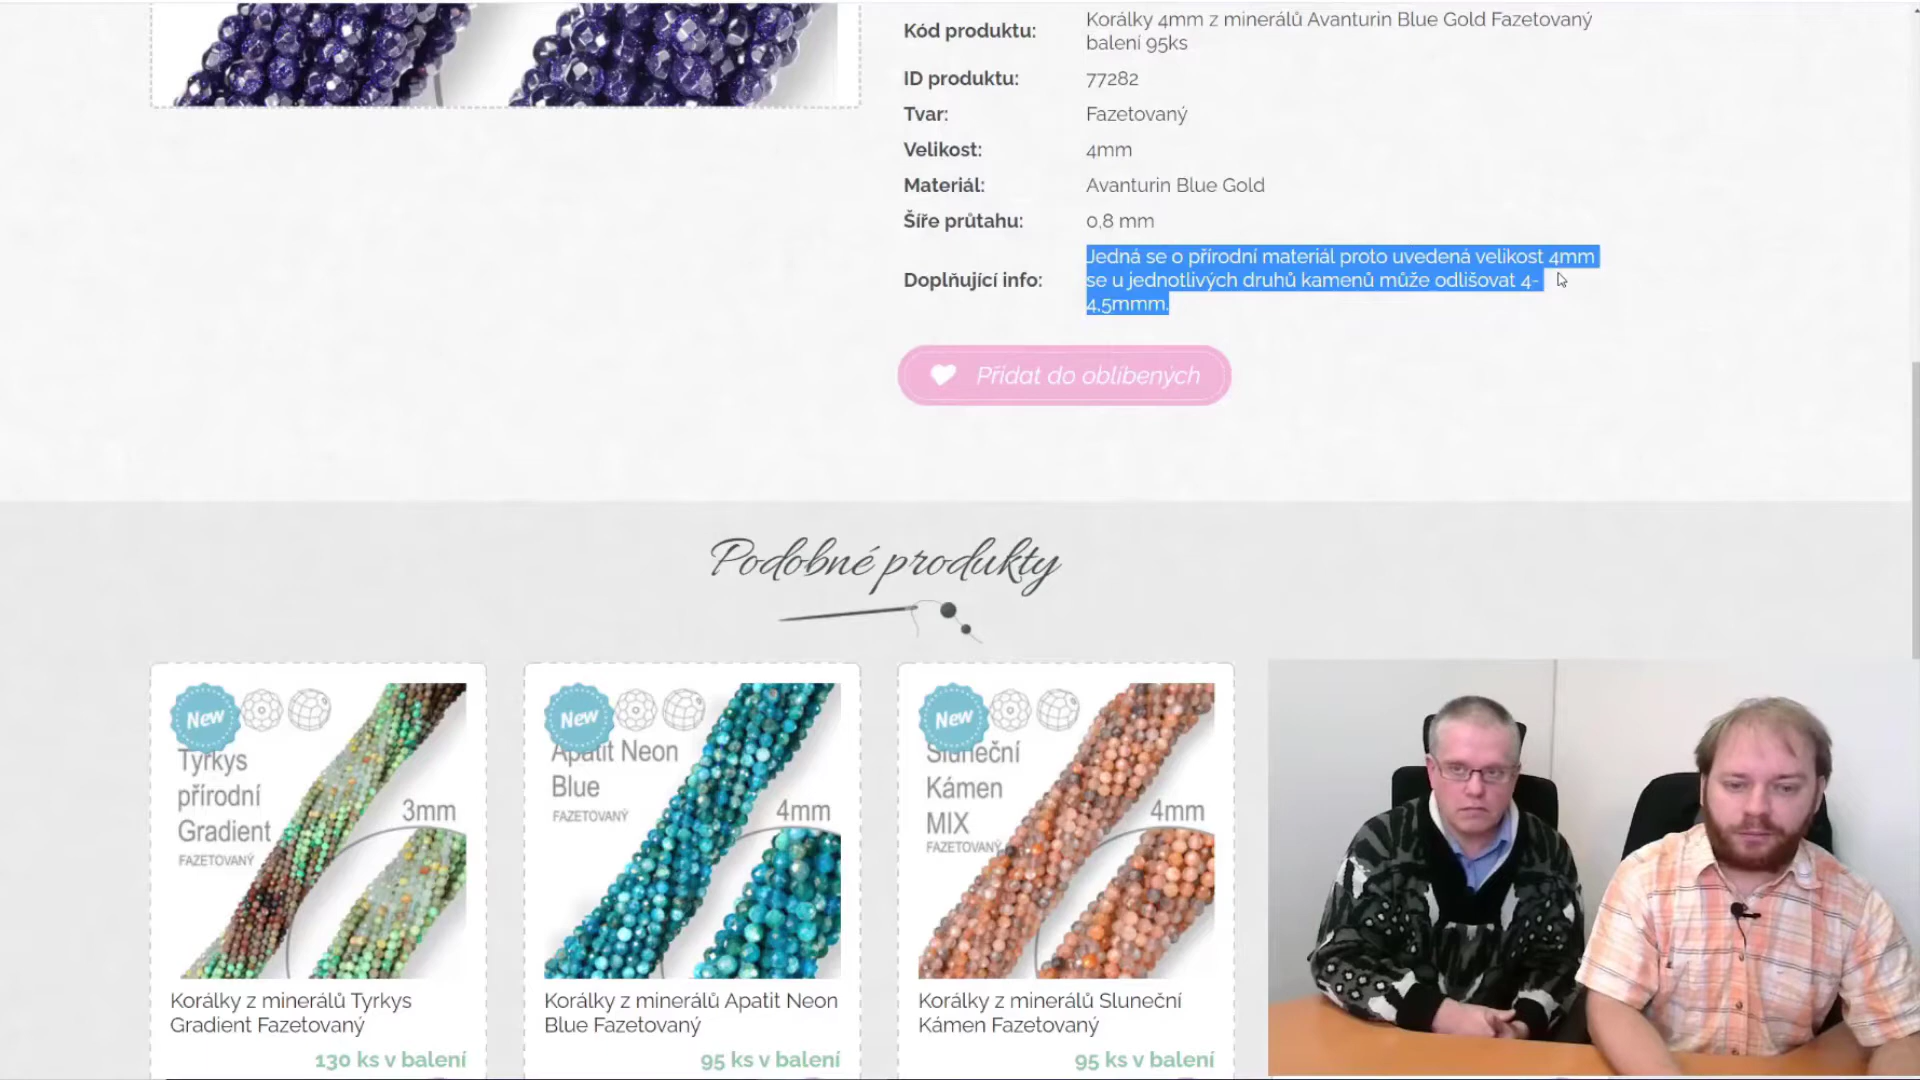 Kód produktu:
Korálky 4mm z minerálů Avanturin Blue Gold Fazetovaný
balení 95ks
ID produktu:
77282
Tvar:
Fazetovaný
Velikost:
4mm
Materiál:
Avanturin Blue Gold
Šíře průtahu:
0,8 mm
Doplňující info:
Jedná se o přírodní materiál proto uvedená velikost 4mm
se u jednotlivých druhů kamenů může odlišovat 4-
4,5mmm.
Přidat do oblíbených
Podobné produkty
New
Tyrkys
přírodní
Gradient
FAZETOVANÝ
3mm
Korálky z minerálů Tyrkys
Gradient Fazetovaný
130 ks v balení
New
Apatit Neon
Blue
FAZETOVANÝ
4mm
Korálky z minerálů Apatit Neon
Blue Fazetovaný
95 ks v balení
New
Sluneční
Kámen
MIX
FAZETOVANÝ
4mm
Korálky z minerálů Sluneční
Kámen Fazetovaný
95 ks v balení